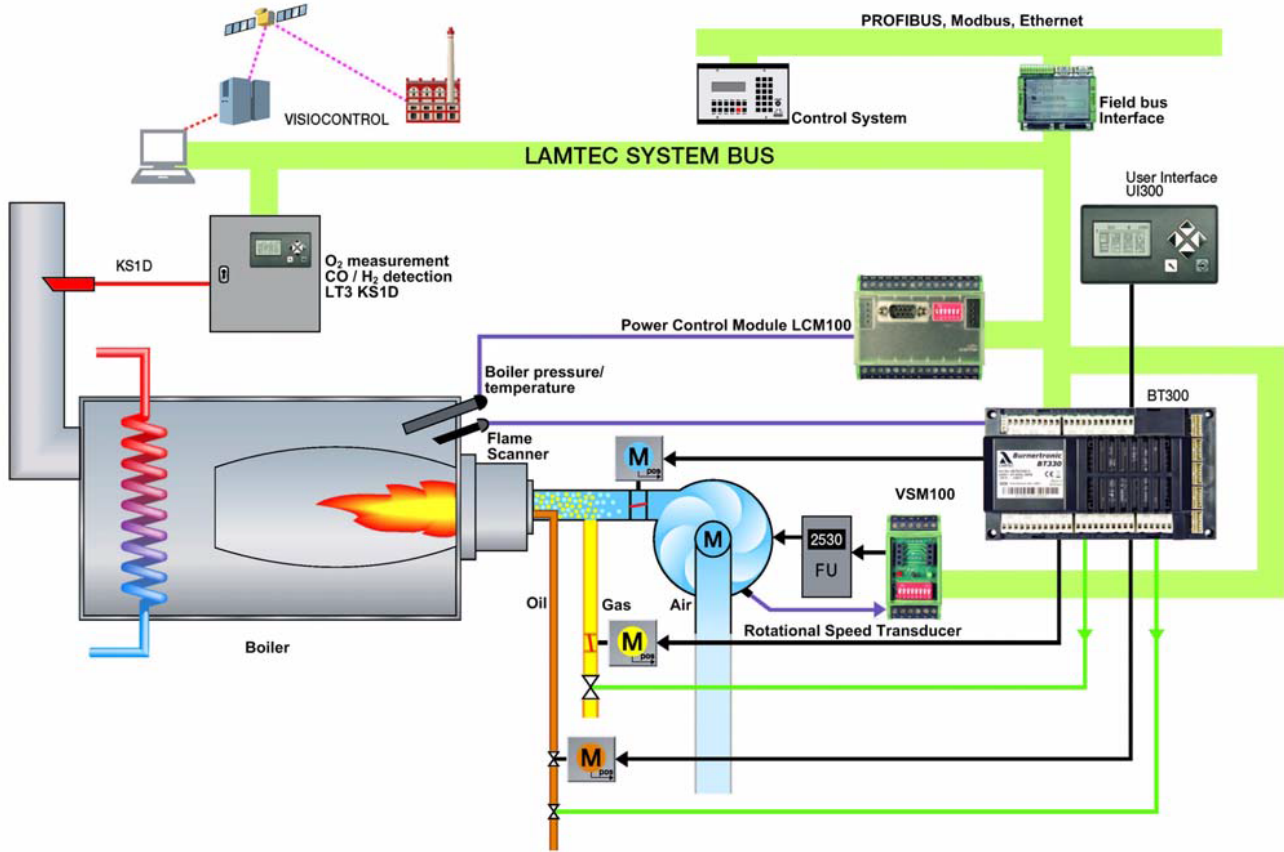 PROFIBUS, Modbus, Ethernet
VISIOCONTROL
Control System
Field bus
Interface
LAMTEC SYSTEM BUS
User Interface
UI300
KS1D
O₂ measurement
CO / H₂ detection
LT3 KS1D
Power Control Module LCM100
Boiler pressure/
temperature
BT300
Flame
Scanner
M
pos
LAMTEC
Burnertronic
BT330
VSM100
M
2530
FU
Oil
Gas
Air
Rotational Speed Transducer
Boiler
M
pos
M
pos